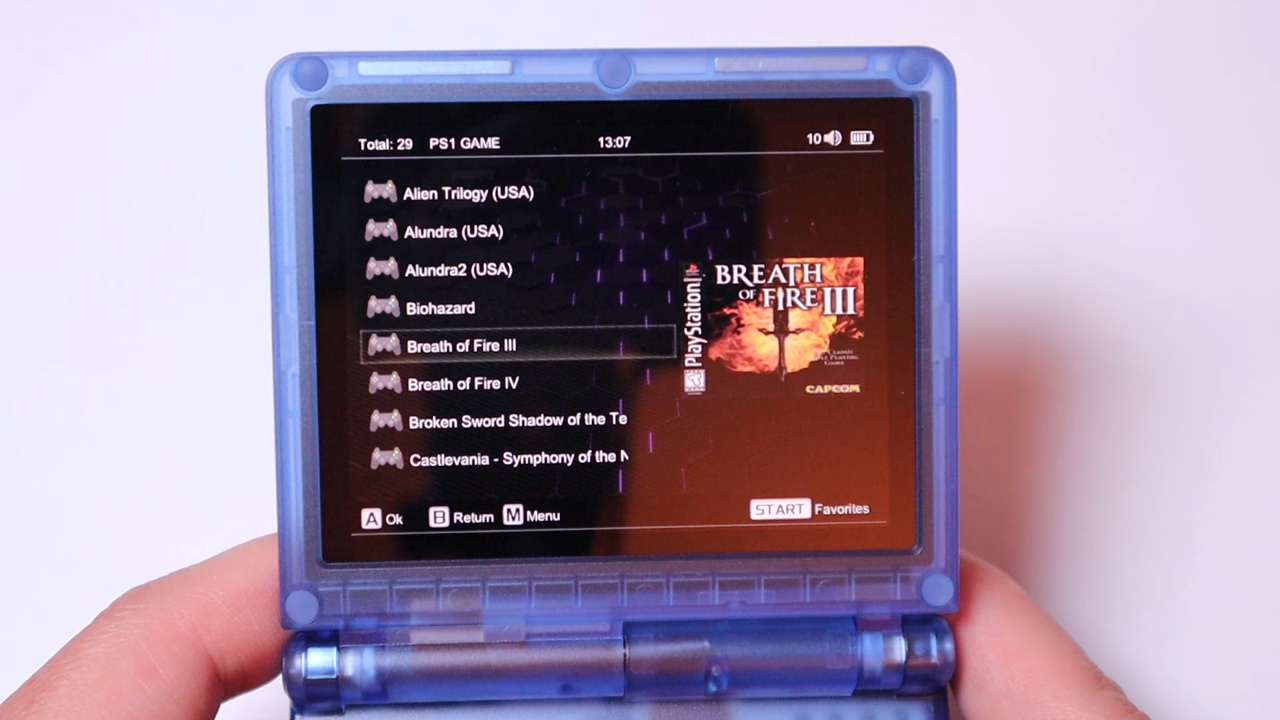 Total: 29 PS1 GAME 13:07 10
Alien Trilogy (USA)
Alundra (USA)
Alundra2 (USA)
Biohazard
Breath of Fire III
Breath of Fire IV
Broken Sword Shadow of the Te
Castlevania - Symphony of the N
PlayStation
BREATH
OF FIRE III
CAPCOM
A Ok B Return M Menu START Favorites